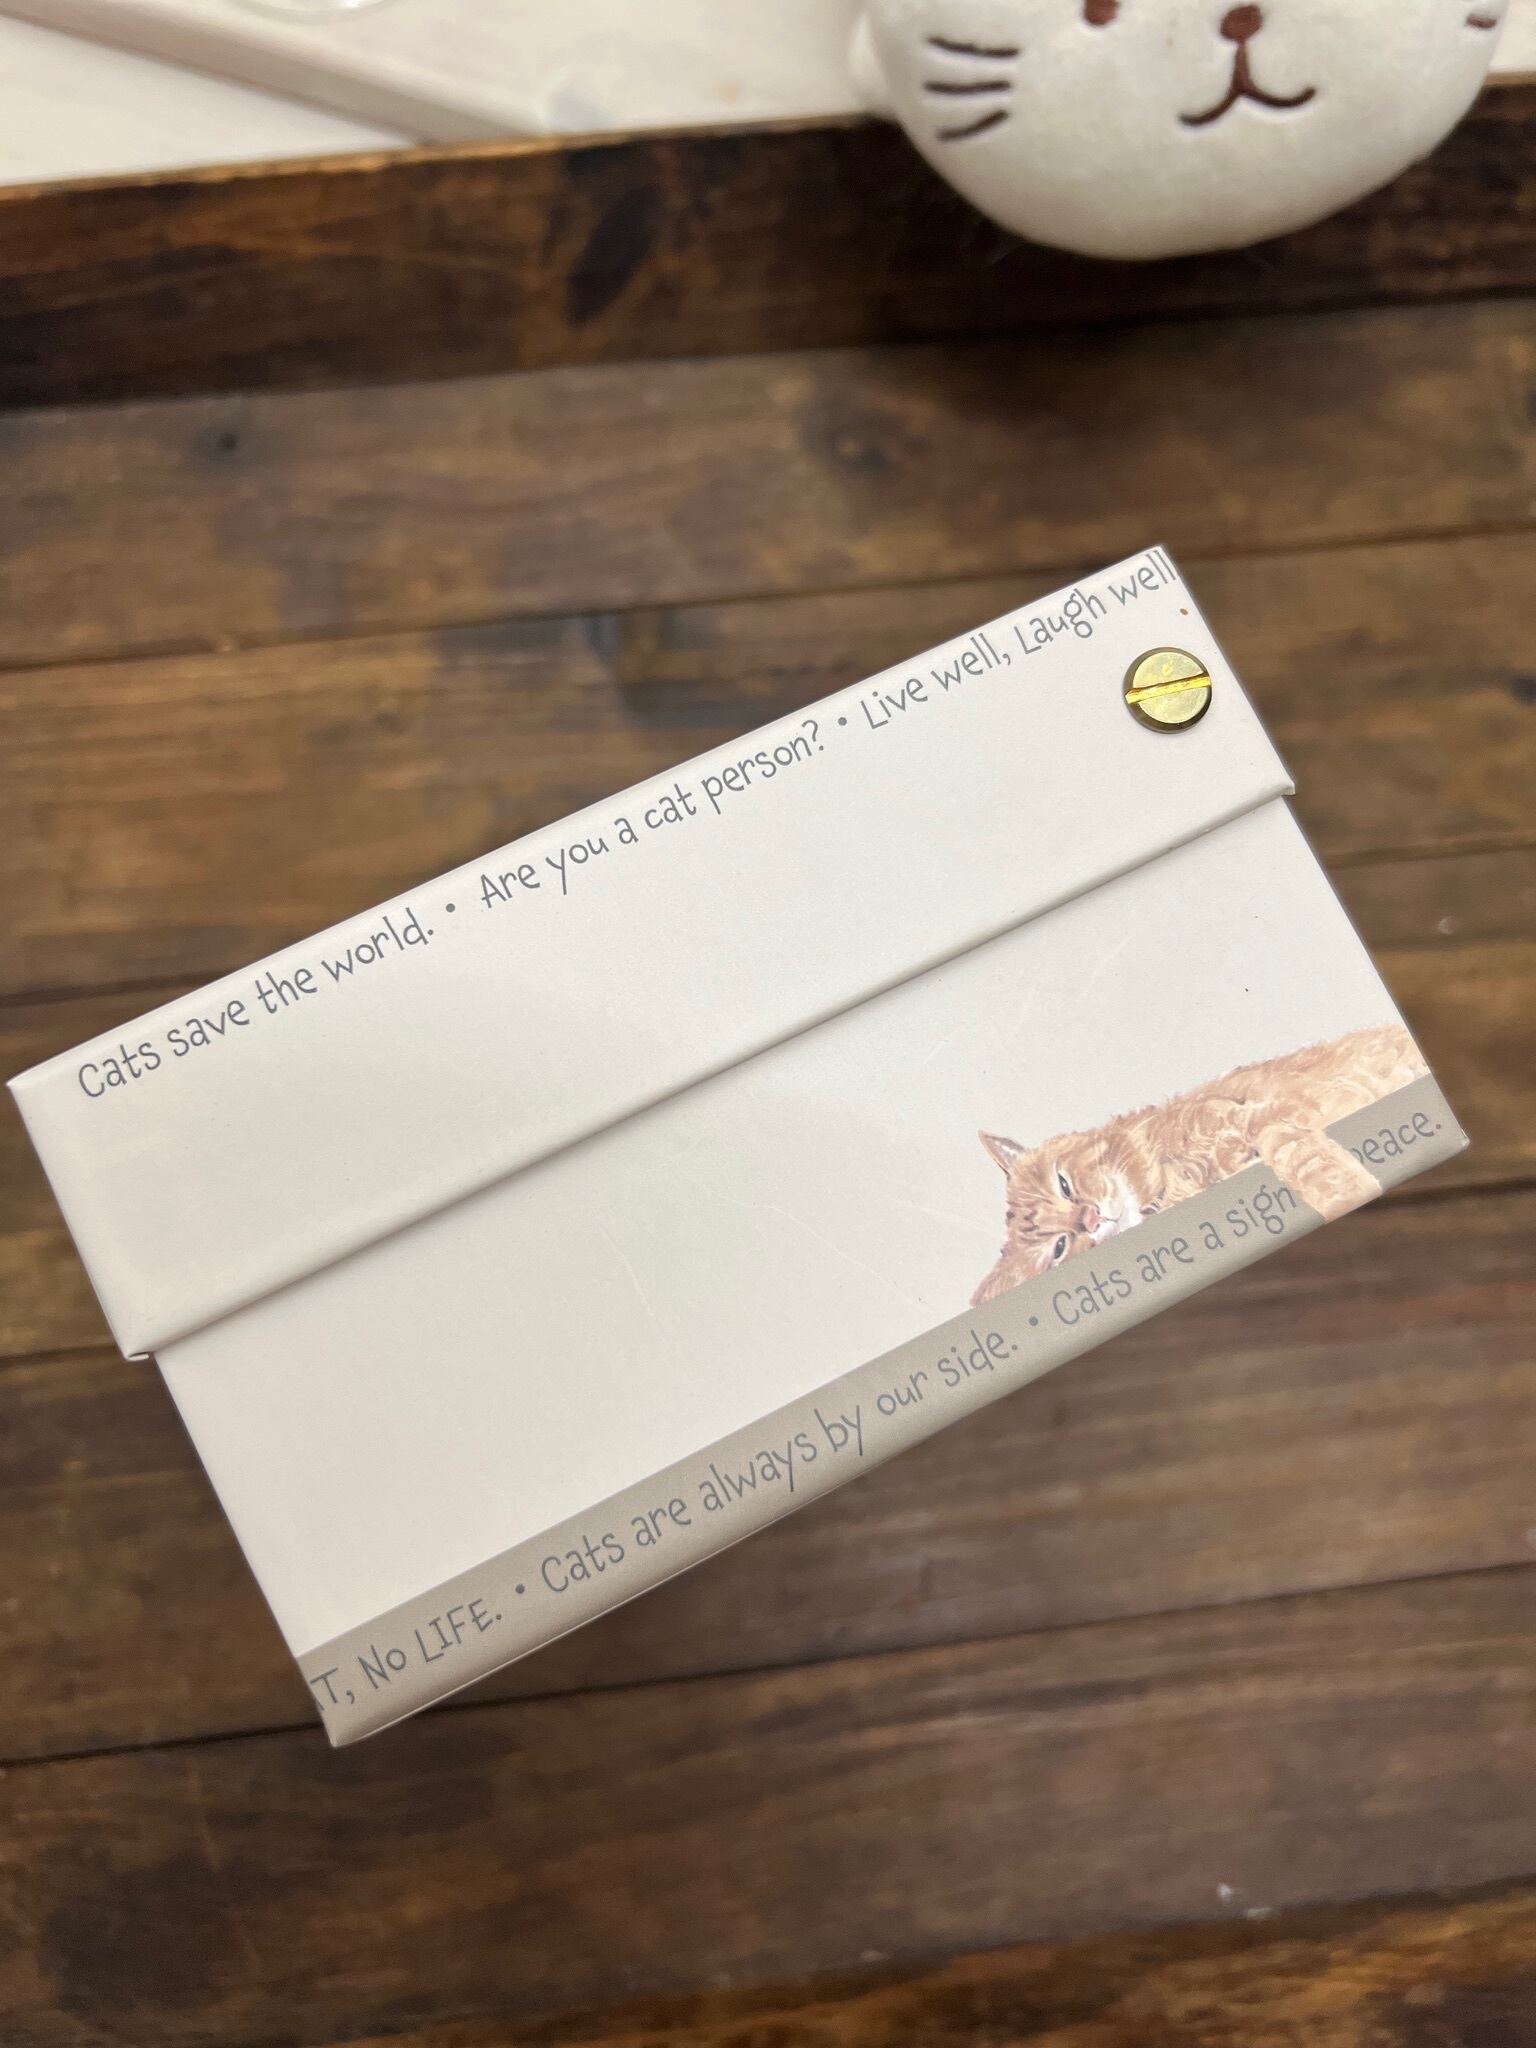 Cats save the world. • Are you a cat person? • Live well, Laugh well
T, No LIFE. • Cats are always by our side. • Cats are a sign peace.